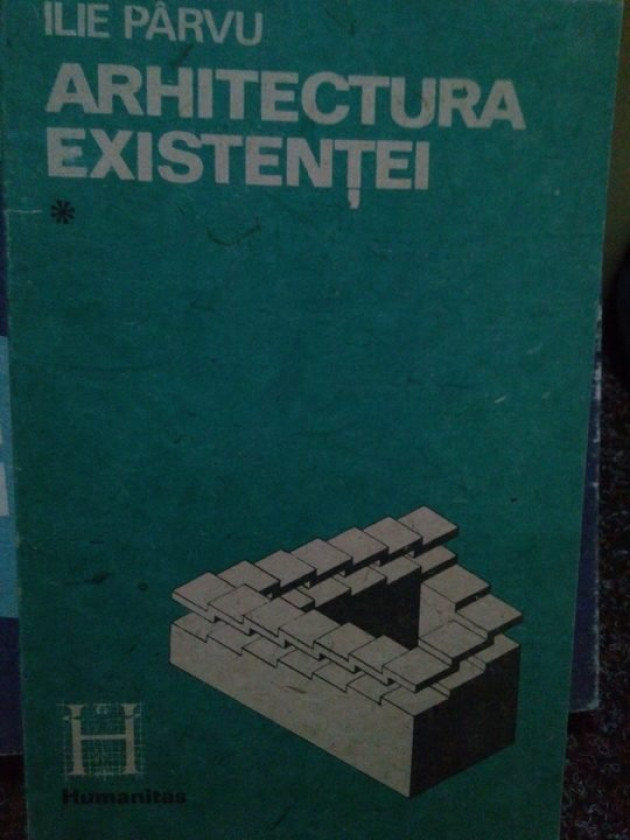 ILIE PÂRVU
ARHITECTURA
EXISTENȚEI
*
H
Humanitas